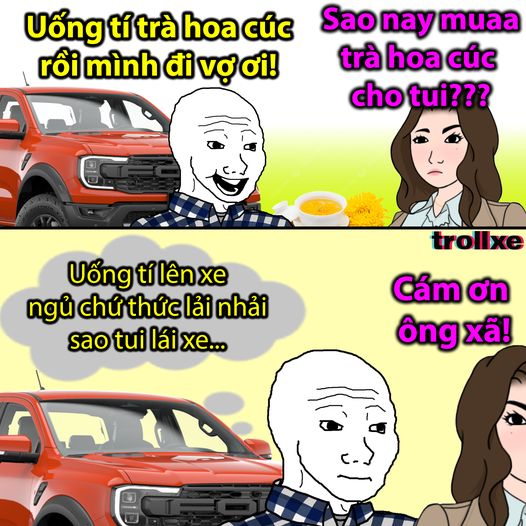 Uống tí trà hoa cúc
rồi mình đi vợ ơi!
Sao nay muaa
trà hoa cúc
cho tui???
trollxe
Uống tí lên xe
ngủ chứ thức lải nhải
sao tui lái xe...
Cám ơn
ông xã!